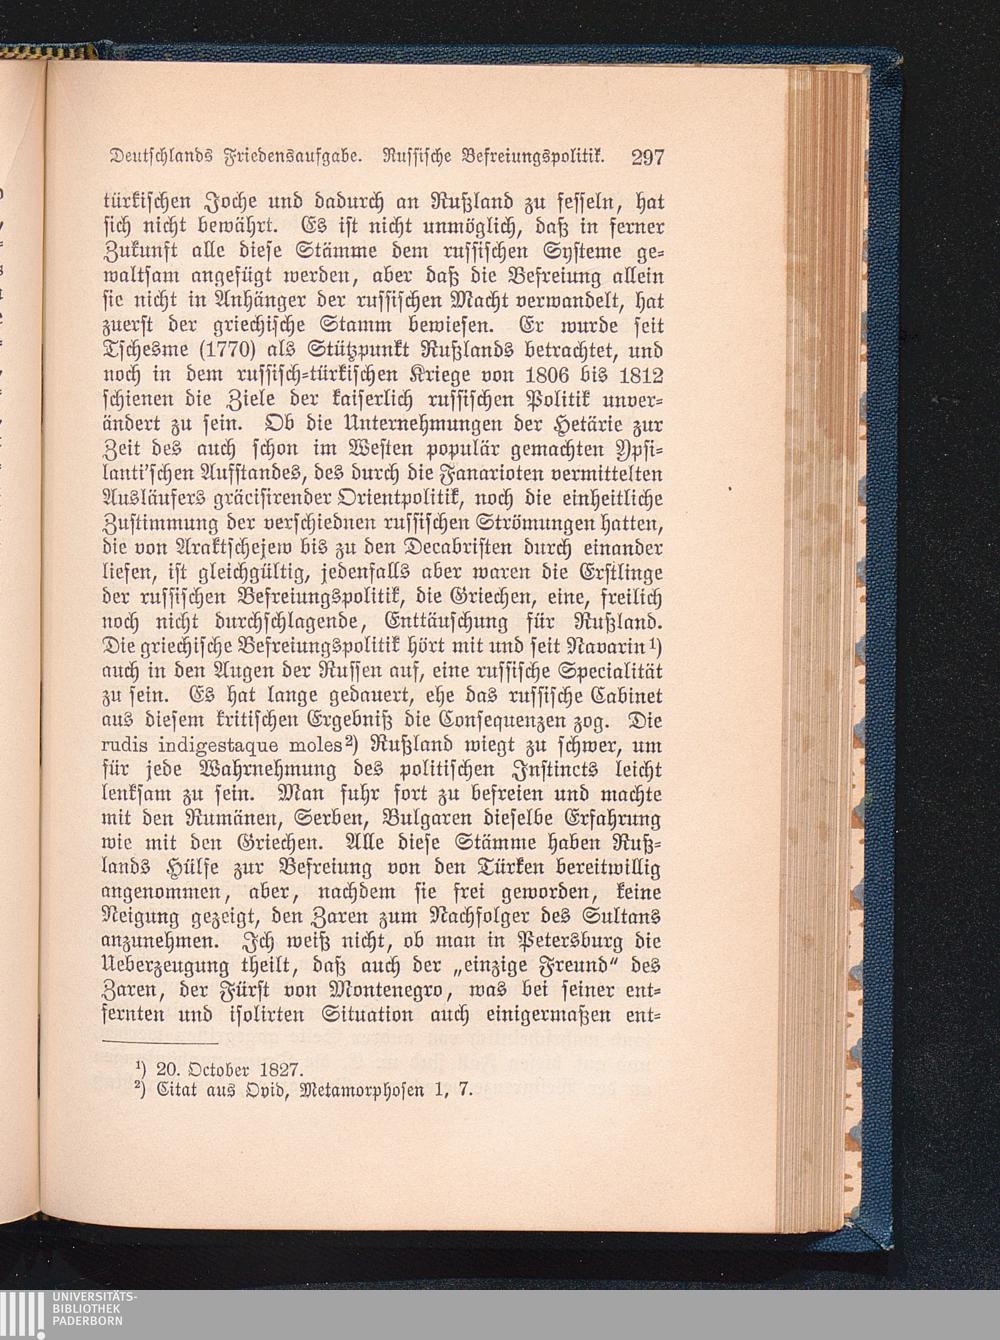 Deutschlands Friedensaufgabe. Russische Befreiungspolitik. 297
türkischen Joche und dadurch an Rußland zu fesseln, hat
sich nicht bewährt. Es ist nicht unmöglich, daß in ferner
Zukunft alle diese Stämme dem russischen Systeme ge-
waltsam angefügt werden, aber daß die Befreiung allein
sie nicht in Anhänger der russischen Macht verwandelt, hat
zuerst der griechische Stamm bewiesen. Er wurde seit
Tschesme (1770) als Stützpunkt Rußlands betrachtet, und
noch in dem russisch-türkischen Kriege von 1806 bis 1812
schienen die Ziele der kaiserlich russischen Politik unver-
ändert zu sein. Ob die Unternehmungen der Hetärie zur
Zeit des auch schon im Westen populär gemachten Ypsi-
lanti'schen Aufstandes, des durch die Fanarioten vermittelten
Ausläufers gräcisirender Orientpolitik, noch die einheitliche
Zustimmung der verschiednen russischen Strömungen hatten,
die von Araktschejew bis zu den Decabristen durch einander
liefen, ist gleichgültig, jedenfalls aber waren die Erstlinge
der russischen Befreiungspolitik, die Griechen, eine, freilich
noch nicht durchschlagende, Enttäuschung für Rußland.
Die griechische Befreiungspolitik hört mit und seit Navarin¹)
auch in den Augen der Russen auf, eine russische Specialität
zu sein. Es hat lange gedauert, ehe das russische Cabinet
aus diesem kritischen Ergebniß die Consequenzen zog. Die
rudis indigestaque moles²) Rußland wiegt zu schwer, um
für jede Wahrnehmung des politischen Instincts leicht
lenksam zu sein. Man fuhr fort zu befreien und machte
mit den Rumänen, Serben, Bulgaren dieselbe Erfahrung
wie mit den Griechen. Alle diese Stämme haben Ruß-
lands Hülfe zur Befreiung von den Türken bereitwillig
angenommen, aber, nachdem sie frei geworden, keine
Neigung gezeigt, den Zaren zum Nachfolger des Sultans
anzunehmen. Ich weiß nicht, ob man in Petersburg die
Ueberzeugung theilt, daß auch der „einzige Freund“ des
Zaren, der Fürst von Montenegro, was bei seiner ent-
fernten und isolirten Situation auch einigermaßen ent-
¹) 20. October 1827.
²) Citat aus Ovid, Metamorphosen 1, 7.
UNIVERSITÄTS-
BIBLIOTHEK
PADERBORN